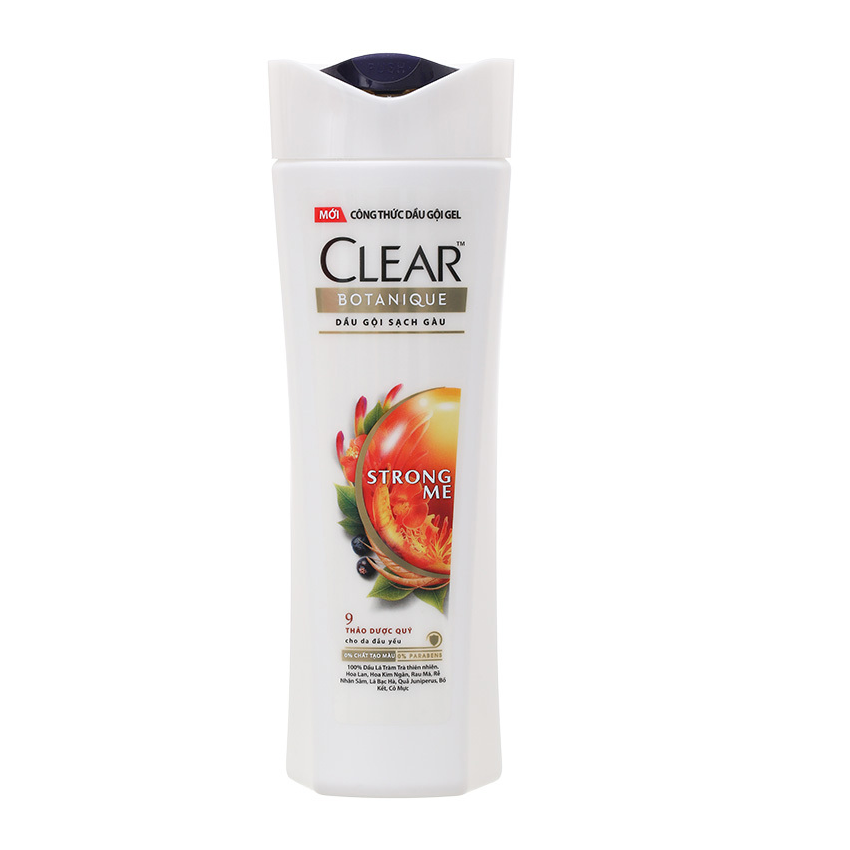 PUSH
MỚI CÔNG THỨC DẦU GỘI GEL
CLEAR™
BOTANIQUE
DẦU GỘI SẠCH GÀU
STRONG
ME
9
THẢO DƯỢC QUÝ
cho da đầu yếu
0% CHẤT TẠO MÀU 0% PARABENS
100% Dầu Lá Tràm Trà thiên nhiên,
Hoa Lan, Hoa Kim Ngân, Rau Má, Rễ
Nhân Sâm, Lá Bạc Hà, Quả Juniperus, Bồ
Kết, Cỏ Mực